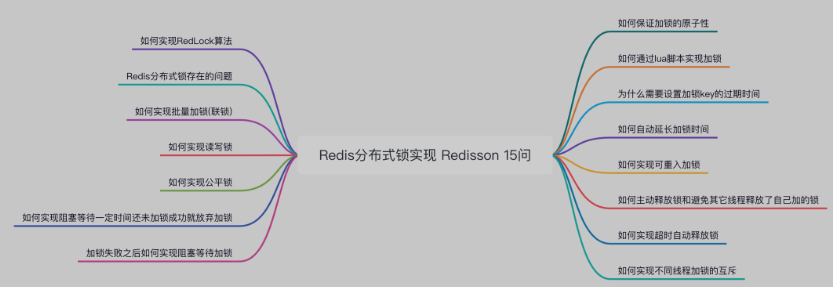 Redis分布式锁实现 Redisson 15问
如何保证加锁的原子性
如何通过lua脚本实现加锁
为什么需要设置加锁key的过期时间
如何自动延长加锁时间
如何实现可重入加锁
如何主动释放锁和避免其它线程释放了自己加的锁
如何实现超时自动释放锁
如何实现不同线程加锁的互斥
如何实现RedLock算法
Redis分布式锁存在的问题
如何实现批量加锁(联锁)
如何实现读写锁
如何实现公平锁
如何实现阻塞等待一定时间还未加锁成功就放弃加锁
加锁失败之后如何实现阻塞等待加锁